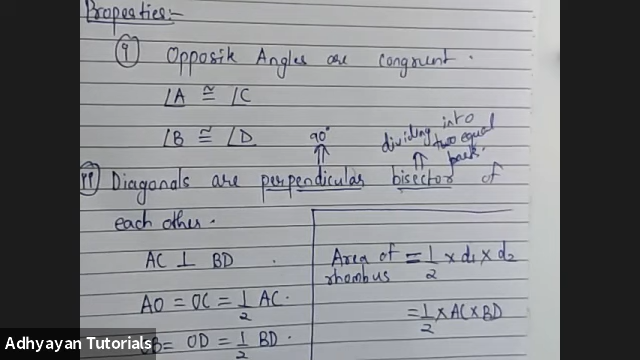 Properties:-
(i) Opposite Angles are congruent.
∠A ≅ ∠C
∠B ≅ ∠D
90°
dividing into
two equal
parts.
(ii) Diagonals are perpendicular bisector of
each other.
AC ⊥ BD.
AO = OC = 1/2 AC.
OB = OD = 1/2 BD.
Area of rhombus = 1/2 × d1 × d2
= 1/2 × AC × BD
Adhyayan Tutorials